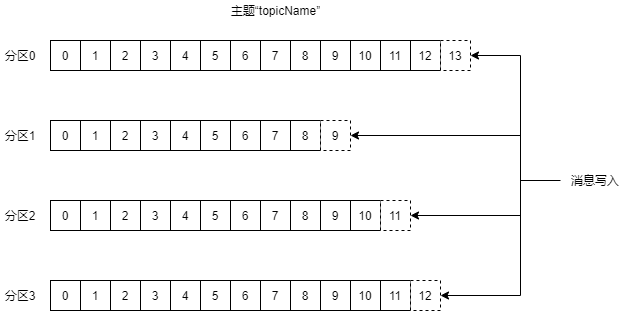 主题“topicName”
分区0 0 1 2 3 4 5 6 7 8 9 10 11 12 13
分区1 0 1 2 3 4 5 6 7 8 9
消息写入
分区2 0 1 2 3 4 5 6 7 8 9 10 11
分区3 0 1 2 3 4 5 6 7 8 9 10 11 12